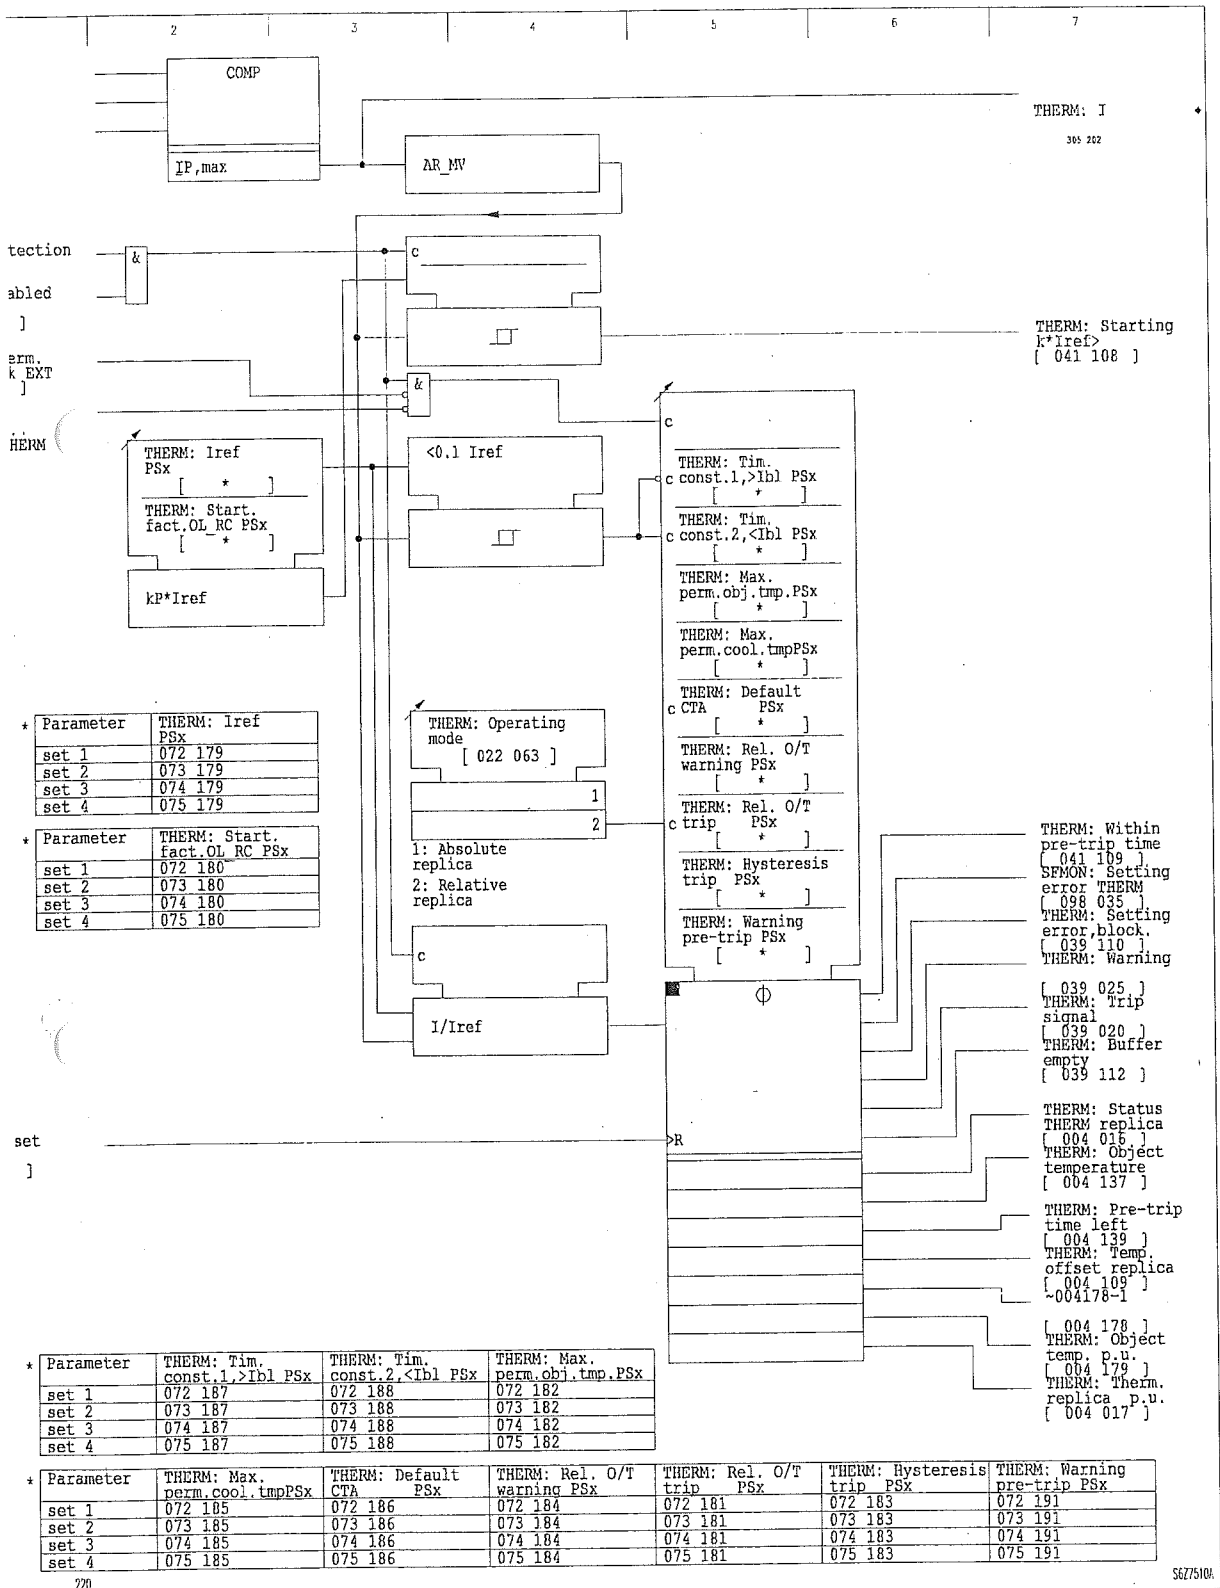 2 3 4 5 6 7
COMP
IP,max
AR_MV
THERM: I
305 202
tection
&
abled
]
c
THERM: Starting
k*Iref>
[ 041 108 ]
erm.
k EXT
]
&
THERM
THERM: Iref
PSx
[ * ]
THERM: Start.
fact.OL_RC PSx
[ * ]
kP*Iref
<0.1 Iref
c
THERM: Tim.
c const.1,>Ibl PSx
[ * ]
THERM: Tim.
c const.2,<Ibl PSx
[ * ]
THERM: Max.
perm.obj.tmp.PSx
[ * ]
THERM: Max.
perm.cool.tmpPSx
[ * ]
THERM: Default
c CTA PSx
[ * ]
THERM: Rel. O/T
warning PSx
[ * ]
THERM: Rel. O/T
c trip PSx
[ * ]
THERM: Hysteresis
trip PSx
[ * ]
THERM: Warning
pre-trip PSx
[ * ]
* Parameter THERM: Iref PSx
set 1 072 179
set 2 073 179
set 3 074 179
set 4 075 179
* Parameter THERM: Start. fact.OL_RC PSx
set 1 072 180
set 2 073 180
set 3 074 180
set 4 075 180
THERM: Operating
mode
[ 022 063 ]
1
2
1: Absolute
replica
2: Relative
replica
c
I/Iref
Φ
set
]
>R
THERM: Within
pre-trip time
[ 041 109 ]
SFMON: Setting
error THERM
[ 098 035 ]
THERM: Setting
error,block.
[ 039 110 ]
THERM: Warning
[ 039 025 ]
THERM: Trip
signal
[ 039 020 ]
THERM: Buffer
empty
[ 039 112 ]
THERM: Status
THERM replica
[ 004 016 ]
THERM: Object
temperature
[ 004 137 ]
THERM: Pre-trip
time left
[ 004 139 ]
THERM: Temp.
offset replica
[ 004 109 ]
~004178-1
[ 004 178 ]
THERM: Object
temp. p.u.
[ 004 179 ]
THERM: Therm.
replica p.u.
[ 004 017 ]
* Parameter THERM: Tim. const.1,>Ibl PSx THERM: Tim. const.2,<Ibl PSx THERM: Max. perm.obj.tmp.PSx
set 1 072 187 072 188 072 182
set 2 073 187 073 188 073 182
set 3 074 187 074 188 074 182
set 4 075 187 075 188 075 182
* Parameter THERM: Max. perm.cool.tmpPSx THERM: Default CTA PSx THERM: Rel. O/T warning PSx THERM: Rel. O/T trip PSx THERM: Hysteresis trip PSx THERM: Warning pre-trip PSx
set 1 072 185 072 186 072 184 072 181 072 183 072 191
set 2 073 185 073 186 073 184 073 181 073 183 073 191
set 3 074 185 074 186 074 184 074 181 074 183 074 191
set 4 075 185 075 186 075 184 075 181 075 183 075 191
220
S6Z7510A